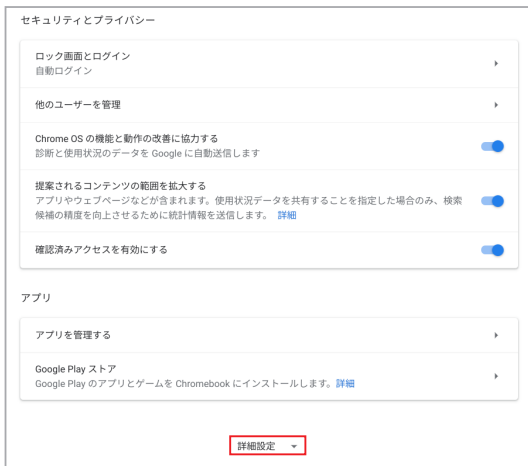 セキュリティとプライバシー
ロック画面とログイン
自動ログイン
他のユーザーを管理
Chrome OS の機能と動作の改善に協力する
診断と使用状況のデータを Google に自動送信します
提案されるコンテンツの範囲を拡大する
アプリやウェブページなどが含まれます。使用状況データを共有することを指定した場合のみ、検索
候補の精度を向上させるために統計情報を送信します。 詳細
確認済みアクセスを有効にする
アプリ
アプリを管理する
Google Play ストア
Google Play のアプリとゲームを Chromebook にインストールします。詳細
詳細設定